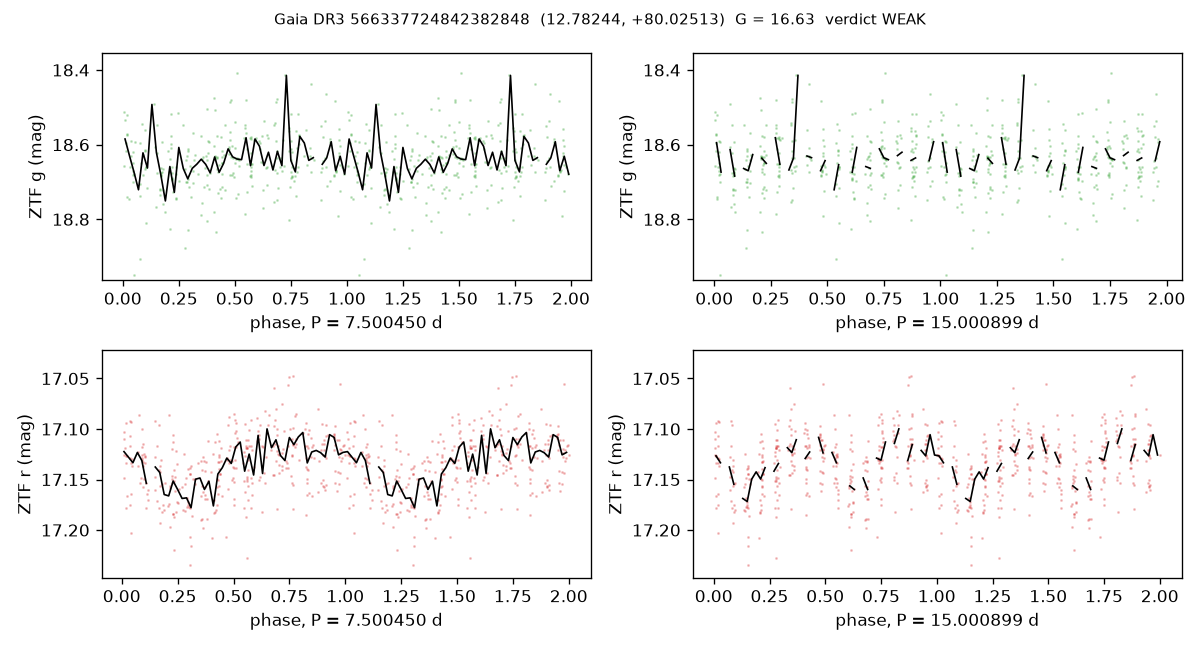 Gaia DR3 566337724842382848 (12.78244, +80.02513) G = 16.63 verdict WEAK
ZTF g (mag)
18.4
18.6
18.8
0.00 0.25 0.50 0.75 1.00 1.25 1.50 1.75 2.00
phase, P = 7.500450 d
ZTF g (mag)
18.4
18.6
18.8
0.00 0.25 0.50 0.75 1.00 1.25 1.50 1.75 2.00
phase, P = 15.000899 d
ZTF r (mag)
17.05
17.10
17.15
17.20
0.00 0.25 0.50 0.75 1.00 1.25 1.50 1.75 2.00
phase, P = 7.500450 d
ZTF r (mag)
17.05
17.10
17.15
17.20
0.00 0.25 0.50 0.75 1.00 1.25 1.50 1.75 2.00
phase, P = 15.000899 d